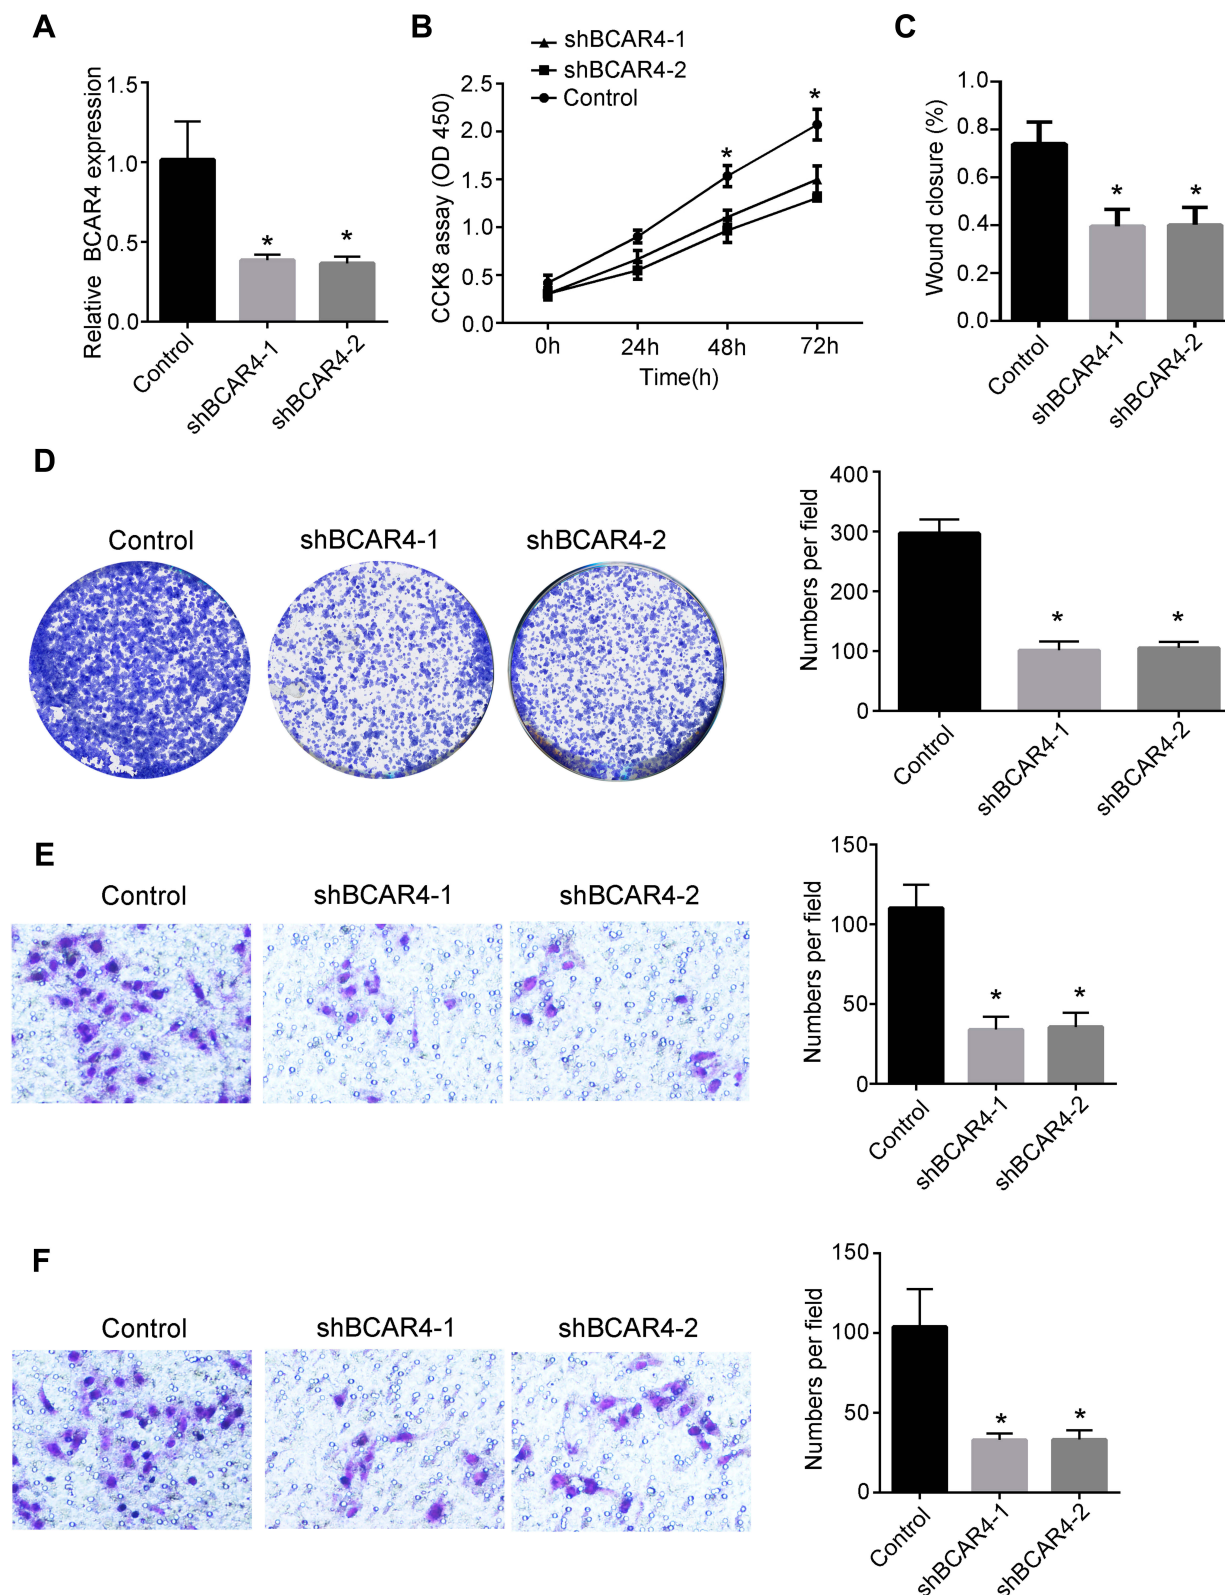 A
Relative BCAR4 expression
1.5
1.0
0.5
0.0
*
*
Control
shBCAR4-1
shBCAR4-2
B
shBCAR4-1
shBCAR4-2
Control
CCK8 assay (OD 450)
2.5
2.0
1.5
1.0
0.5
0.0
*
*
0h
24h
48h
72h
Time(h)
C
Wound closure (%)
1.0
0.8
0.6
0.4
0.2
0.0
*
*
Control
shBCAR4-1
shBCAR4-2
D
Control
shBCAR4-1
shBCAR4-2
Numbers per field
400
300
200
100
0
*
*
Control
shBCAR4-1
shBCAR4-2
E
Control
shBCAR4-1
shBCAR4-2
Numbers per field
150
100
50
0
*
*
Control
shBCAR4-1
shBCAR4-2
F
Control
shBCAR4-1
shBCAR4-2
Numbers per field
150
100
50
0
*
*
Control
shBCAR4-1
shBCAR4-2